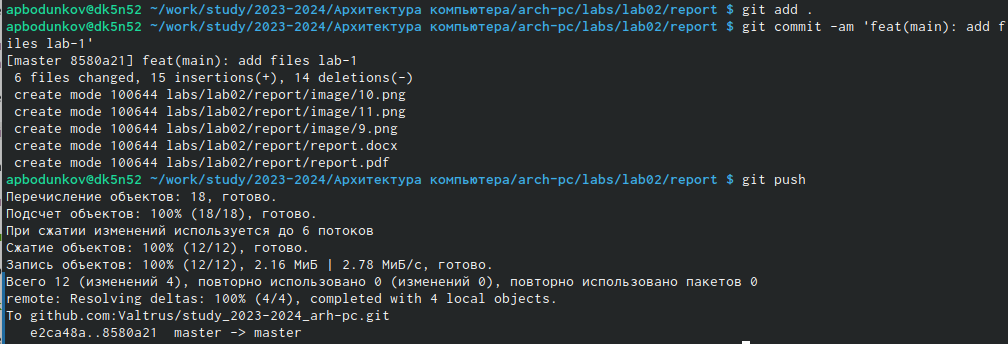 apbodunkov@dk5n52 ~/work/study/2023-2024/Архитектура компьютера/arch-pc/labs/lab02/report $ git add .
apbodunkov@dk5n52 ~/work/study/2023-2024/Архитектура компьютера/arch-pc/labs/lab02/report $ git commit -am 'feat(main): add f
iles lab-1'
[master 8580a21] feat(main): add files lab-1
 6 files changed, 15 insertions(+), 14 deletions(-)
 create mode 100644 labs/lab02/report/image/10.png
 create mode 100644 labs/lab02/report/image/11.png
 create mode 100644 labs/lab02/report/image/9.png
 create mode 100644 labs/lab02/report/report.docx
 create mode 100644 labs/lab02/report/report.pdf
apbodunkov@dk5n52 ~/work/study/2023-2024/Архитектура компьютера/arch-pc/labs/lab02/report $ git push
Перечисление объектов: 18, готово.
Подсчет объектов: 100% (18/18), готово.
При сжатии изменений используется до 6 потоков
Сжатие объектов: 100% (12/12), готово.
Запись объектов: 100% (12/12), 2.16 МиБ | 2.78 МиБ/с, готово.
Всего 12 (изменений 4), повторно использовано 0 (изменений 0), повторно использовано пакетов 0
remote: Resolving deltas: 100% (4/4), completed with 4 local objects.
To github.com:Valtrus/study_2023-2024_arh-pc.git
   e2ca48a..8580a21  master -> master